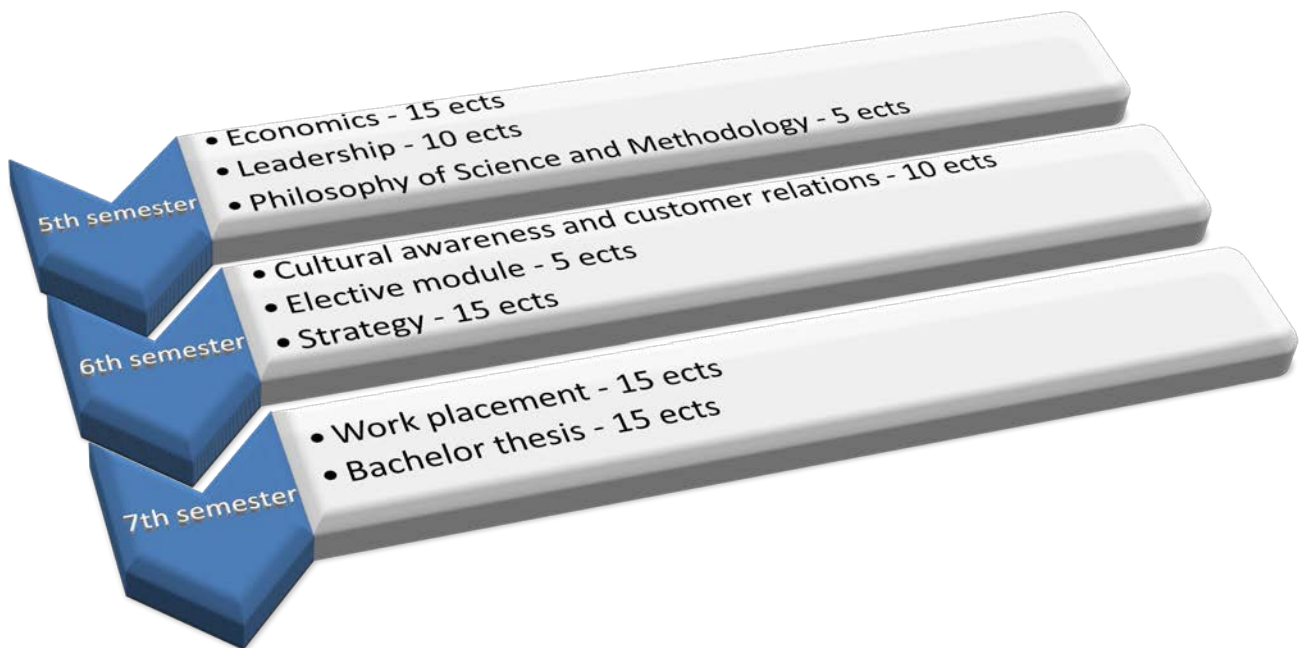 5th semester
• Economics - 15 ects
• Leadership - 10 ects
• Philosophy of Science and Methodology - 5 ects
6th semester
• Cultural awareness and customer relations - 10 ects
• Elective module - 5 ects
• Strategy - 15 ects
7th semester
• Work placement - 15 ects
• Bachelor thesis - 15 ects